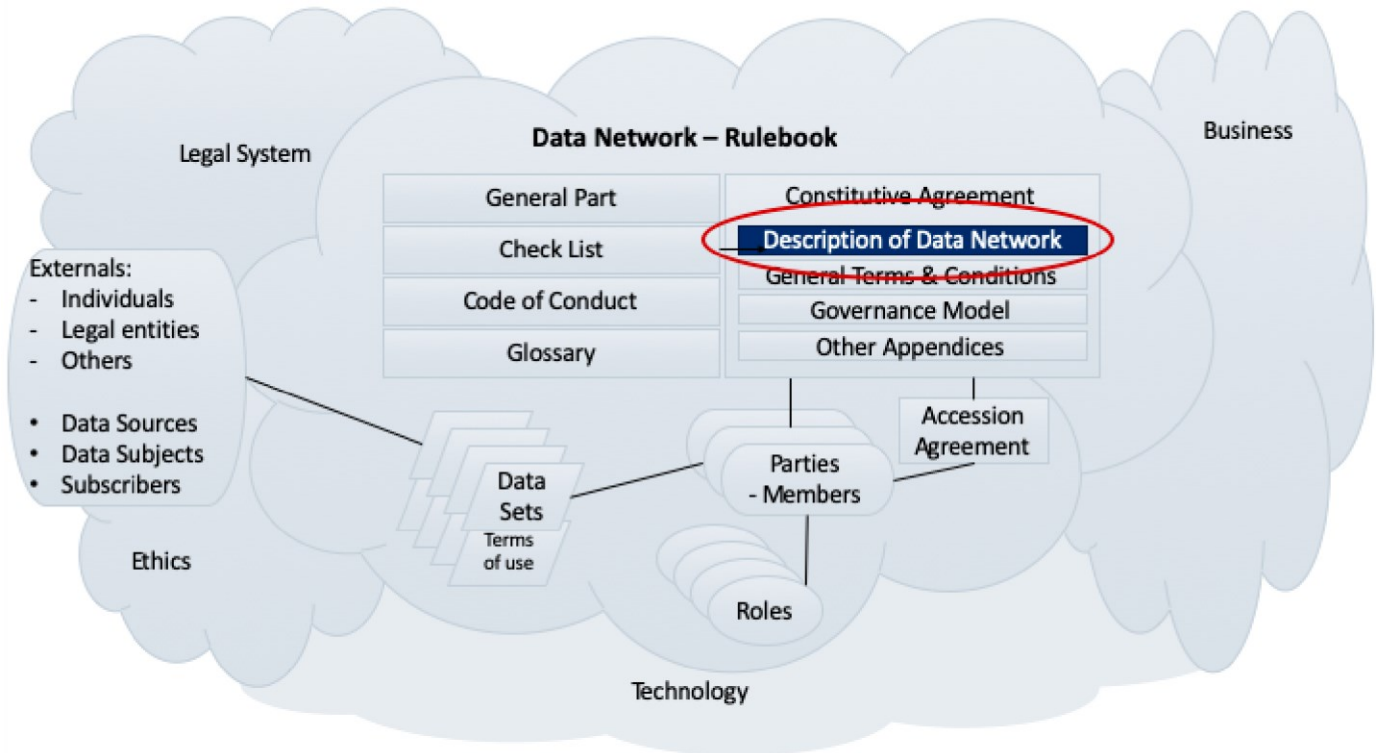 Data Network – Rulebook
Legal System
Business
General Part
Check List
Code of Conduct
Glossary
Constitutive Agreement
Description of Data Network
General Terms & Conditions
Governance Model
Other Appendices
Externals:
- Individuals
- Legal entities
- Others
• Data Sources
• Data Subjects
• Subscribers
Data
Sets
Terms
of use
Parties
- Members
Accession
Agreement
Roles
Ethics
Technology